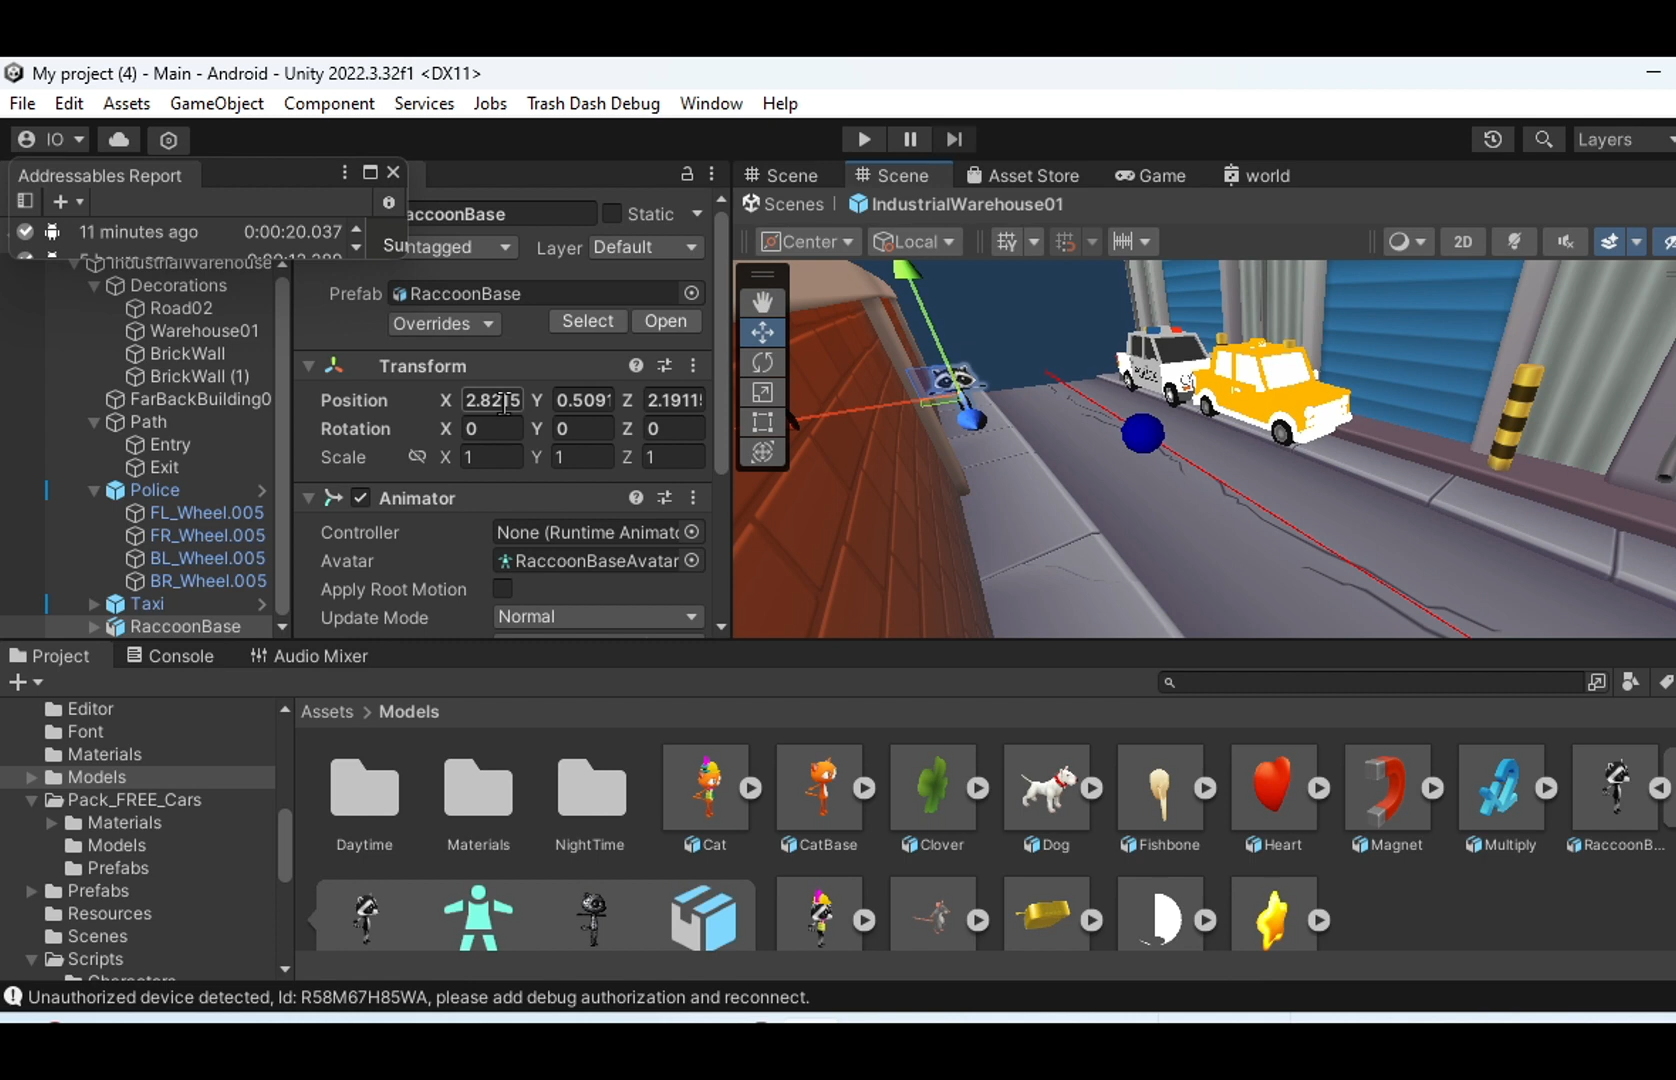 My project (4) - Main - Android - Unity 2022.3.32f1 <DX11>
File Edit Assets GameObject Component Services Jobs Trash Dash Debug Window Help
IO Layers
Addressables Report
11 minutes ago 0:00:20.037
accoonBase Static
ntagged Layer Default
Prefab RaccoonBase
Overrides Select Open
Transform
Position X Y 0.5091 Z 2.1911
Rotation X 0 Y 0 Z 0
Scale X 1 Y 1 Z 1
Animator
Controller None (Runtime Animat
Avatar RaccoonBaseAvatar
Apply Root Motion
Update Mode Normal
IndustrialWarehouse
Decorations
Road02
Warehouse01
BrickWall
BrickWall (1)
FarBackBuilding0
Path
Entry
Exit
Police
FL_Wheel.005
FR_Wheel.005
BL_Wheel.005
BR_Wheel.005
Taxi
RaccoonBase
Scene Scene Asset Store Game world
Scenes IndustrialWarehouse01
Center Local 2D
Project Console Audio Mixer
Editor
Font
Materials
Models
Pack_FREE_Cars
Materials
Models
Prefabs
Prefabs
Resources
Scenes
Scripts
Characters
Assets > Models
Daytime Materials NightTime Cat CatBase Clover Dog Fishbone Heart Magnet Multiply RaccoonB...
Unauthorized device detected, Id: R58M67H85WA, please add debug authorization and reconnect.